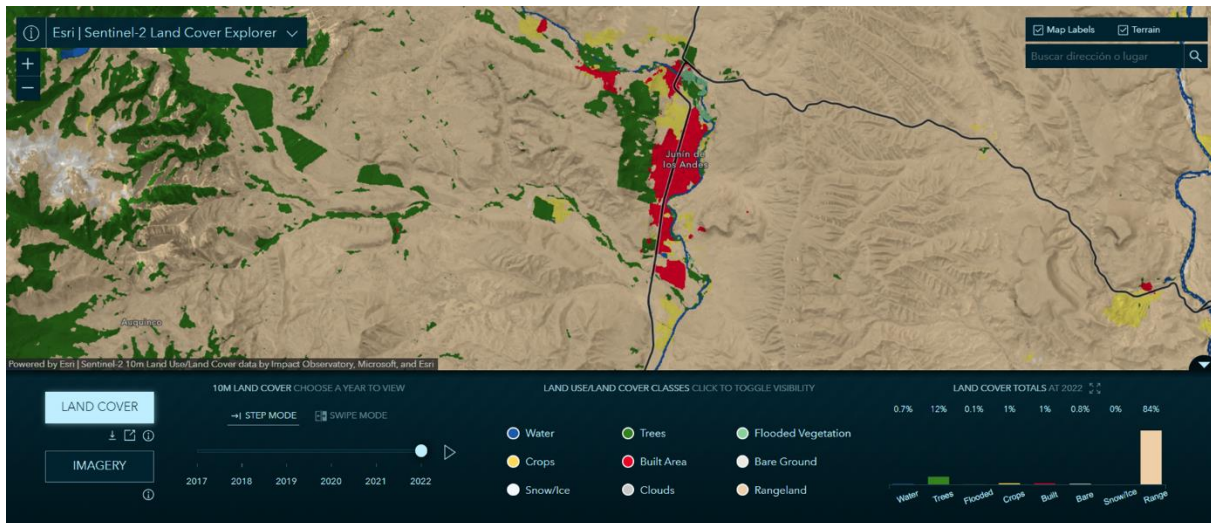 Esri | Sentinel-2 Land Cover Explorer
Map Labels
Terrain
Buscar dirección o lugar
+
−
Junín de
los Andes
Auquinco
Powered by Esri | Sentinel-2 10m Land Use/Land Cover data by Impact Observatory, Microsoft, and Esri
LAND COVER
IMAGERY
10M LAND COVER CHOOSE A YEAR TO VIEW
STEP MODE
SWIPE MODE
2017 2018 2019 2020 2021 2022
LAND USE/LAND COVER CLASSES CLICK TO TOGGLE VISIBILITY
Water Trees Flooded Vegetation
Crops Built Area Bare Ground
Snow/Ice Clouds Rangeland
LAND COVER TOTALS AT 2022
0.7% 12% 0.1% 1% 1% 0.8% 0% 84%
Water Trees Flooded Crops Built Bare Snow/Ice Range